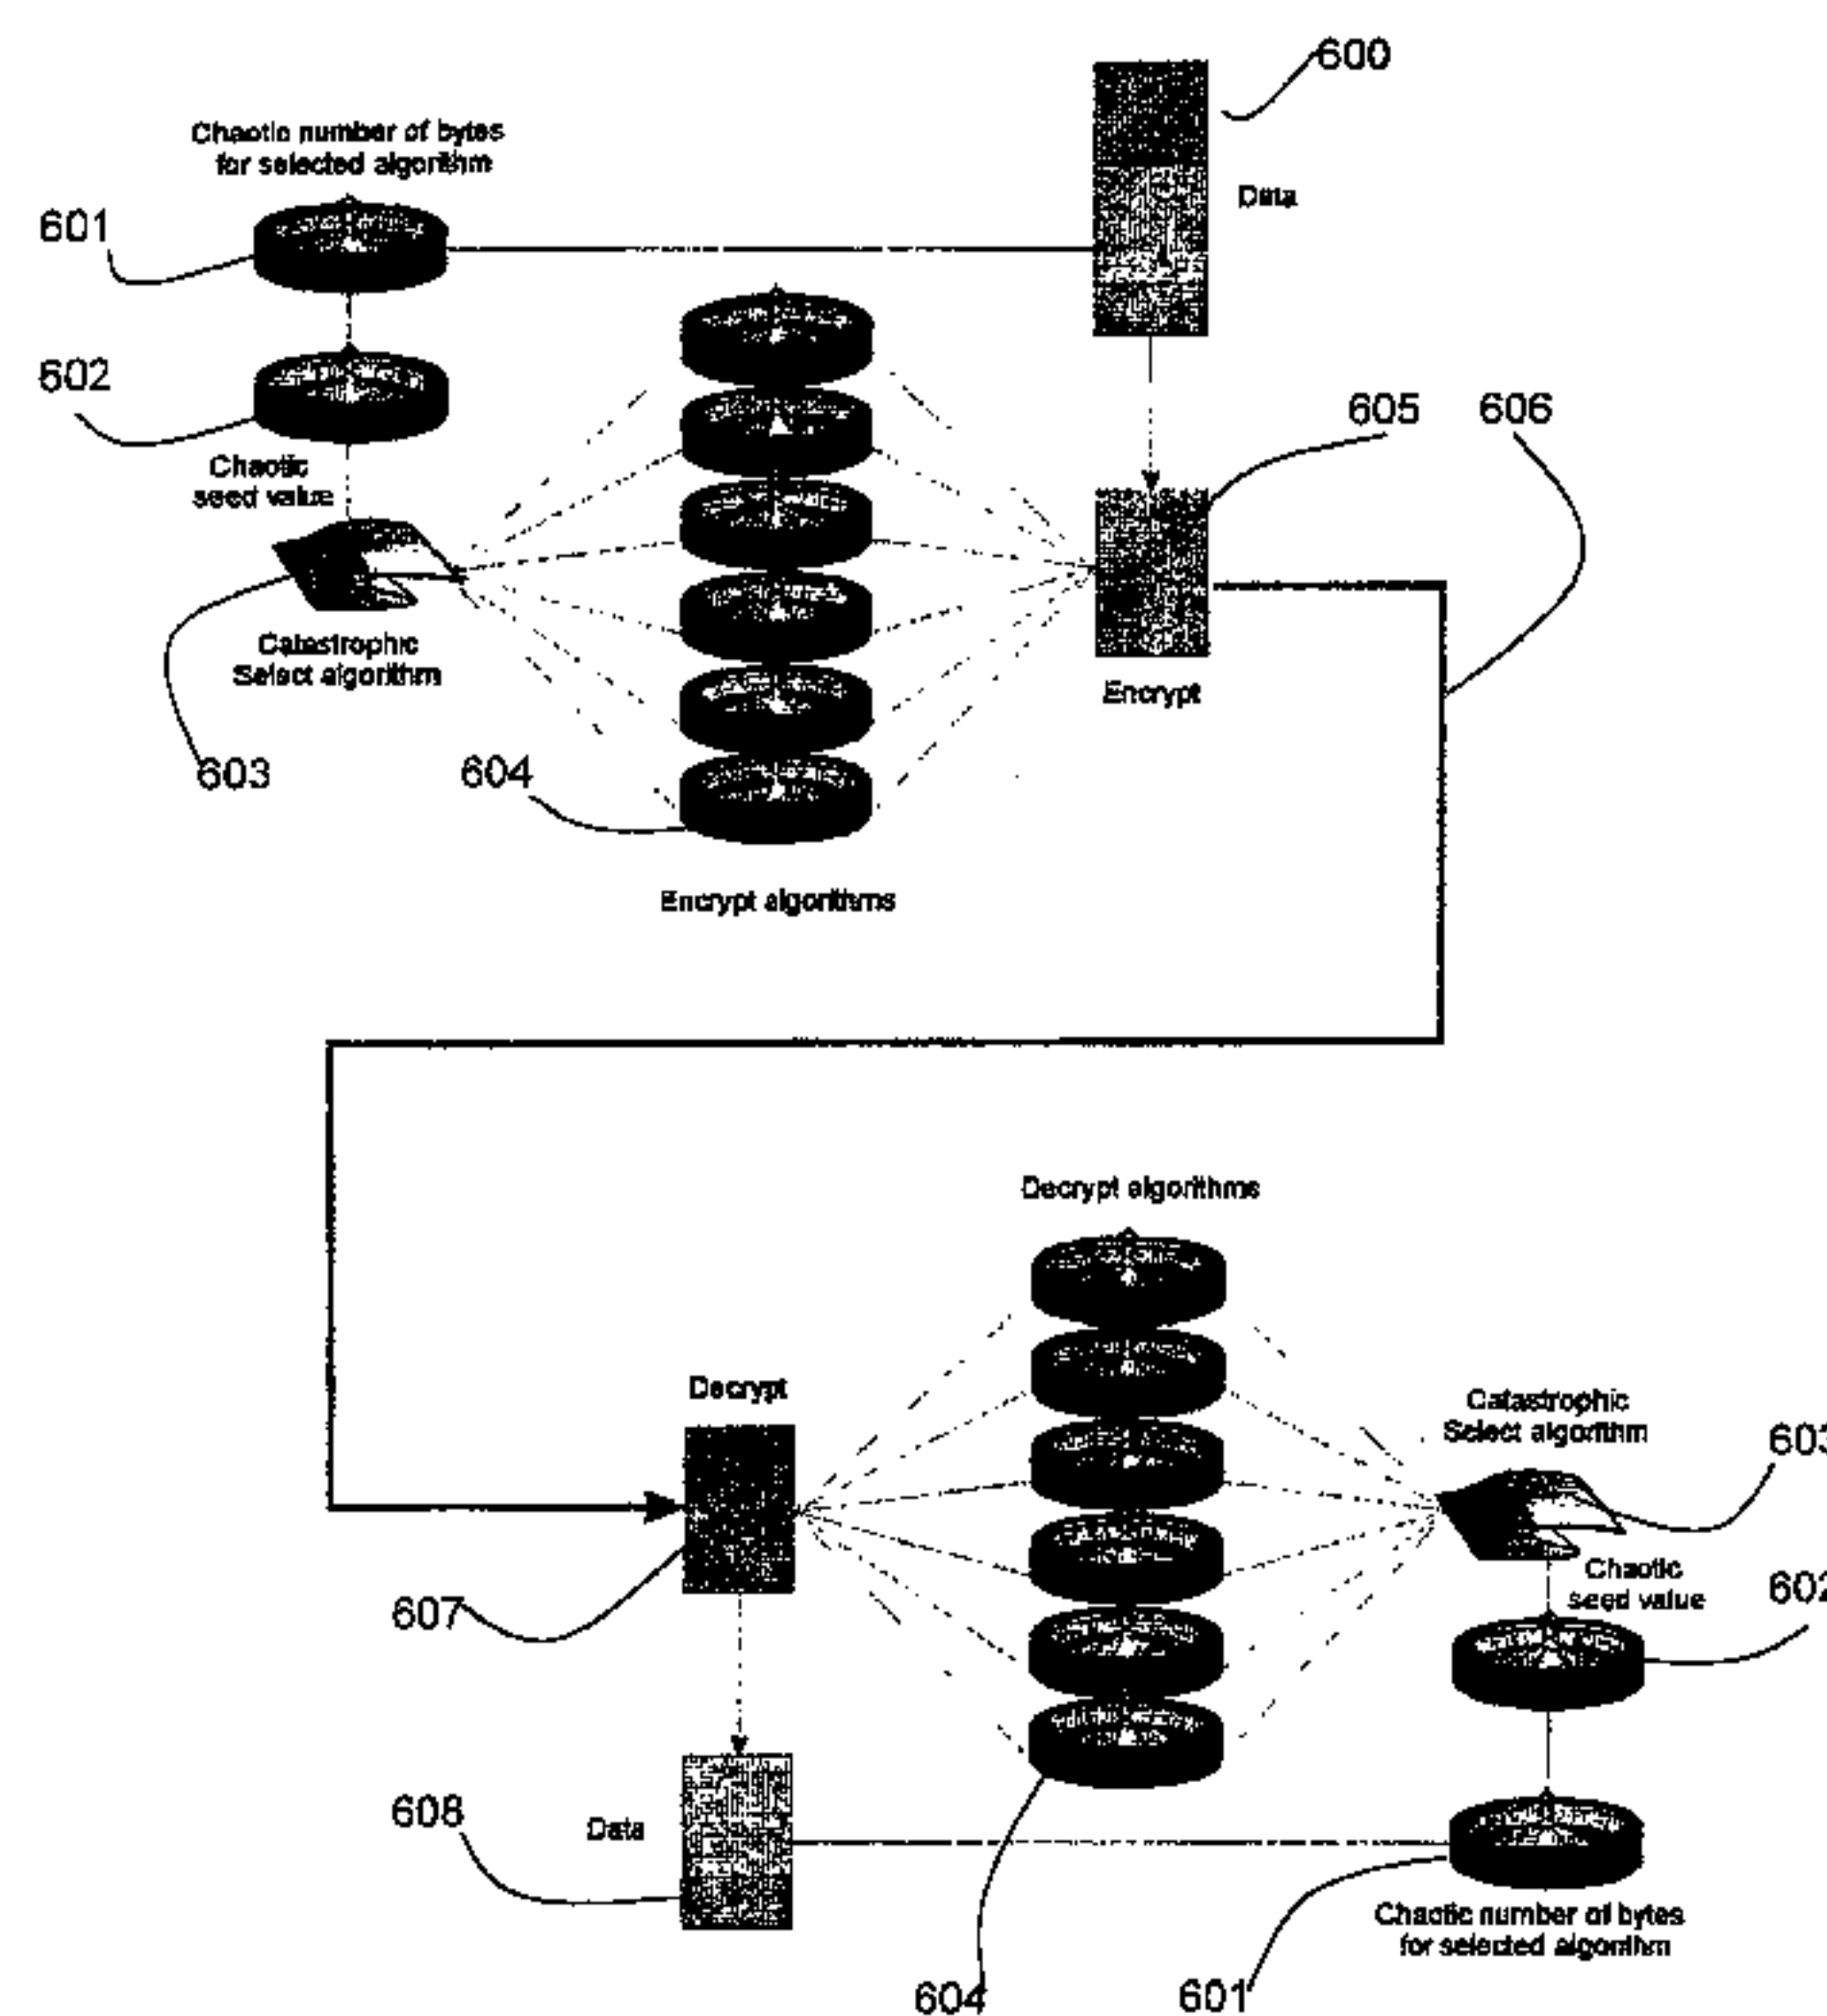 600
Chaotic number of bytes
for selected algorithm
Data
601
602
605
606
Chaotic
seed value
Catastrophic
Select algorithm
Encrypt
603
604
Encrypt algorithms
Decrypt algorithms
Decrypt
Catastrophic
Select algorithm
603
Chaotic
seed value
602
607
608
Data
Chaotic number of bytes
for selected algorithm
604
601